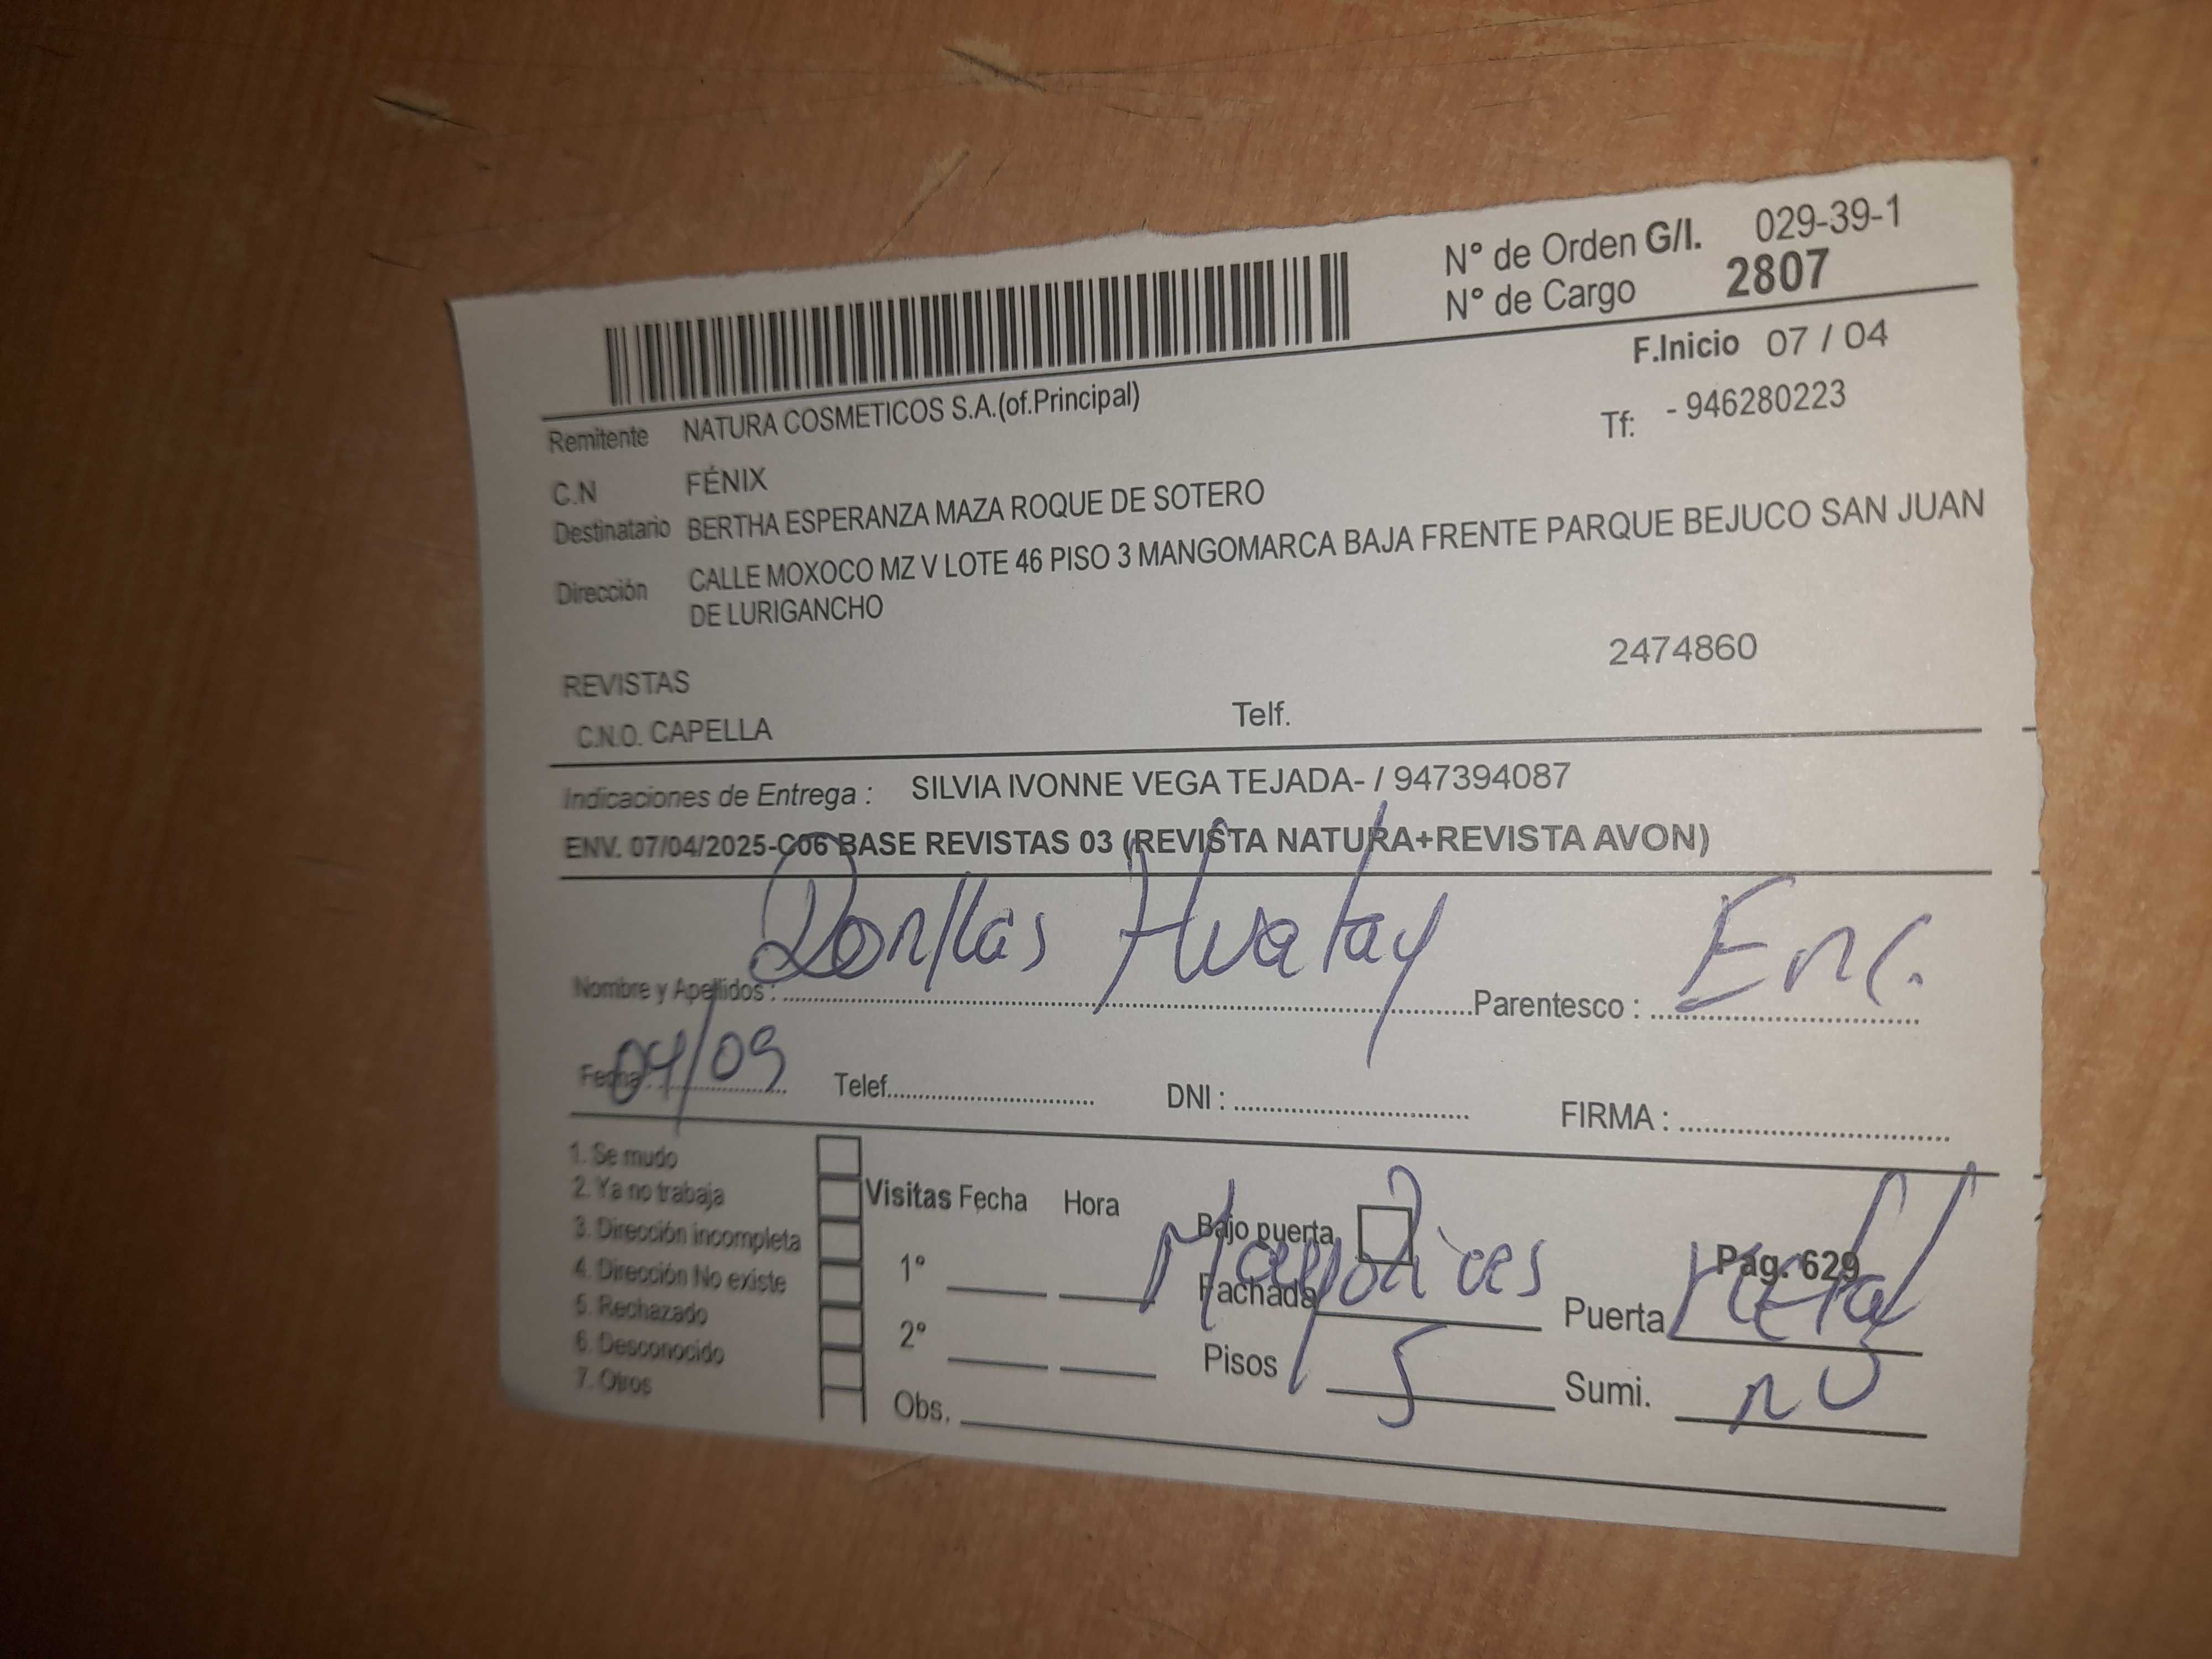 N° de Orden G/I. 029-39-1
N° de Cargo 2807
F.Inicio 07 / 04
Remitente NATURA COSMETICOS S.A.(of.Principal)
Tf: - 946280223
C.N FÉNIX
Destinatario BERTHA ESPERANZA MAZA ROQUE DE SOTERO
Dirección CALLE MOXOCO MZ V LOTE 46 PISO 3 MANGOMARCA BAJA FRENTE PARQUE BEJUCO SAN JUAN
DE LURIGANCHO
2474860
REVISTAS
C.N.O. CAPELLA Telf.
Indicaciones de Entrega : SILVIA IVONNE VEGA TEJADA- / 947394087
ENV. 07/04/2025-C06 BASE REVISTAS 03 (REVISTA NATURA+REVISTA AVON)
Nombre y Apellidos : Parentesco : Enc.
Fecha 04/09 Telef. DNI : FIRMA :
1. Se mudo
2. Ya no trabaja
3. Dirección incompleta
4. Dirección No existe
5. Rechazado
6. Desconocido
7. Otros
Visitas Fecha Hora
1°
2°
Obs.
Bajo puerta
Pag. 629
Fachada Puerta Metal
Pisos 5 Sumi. no